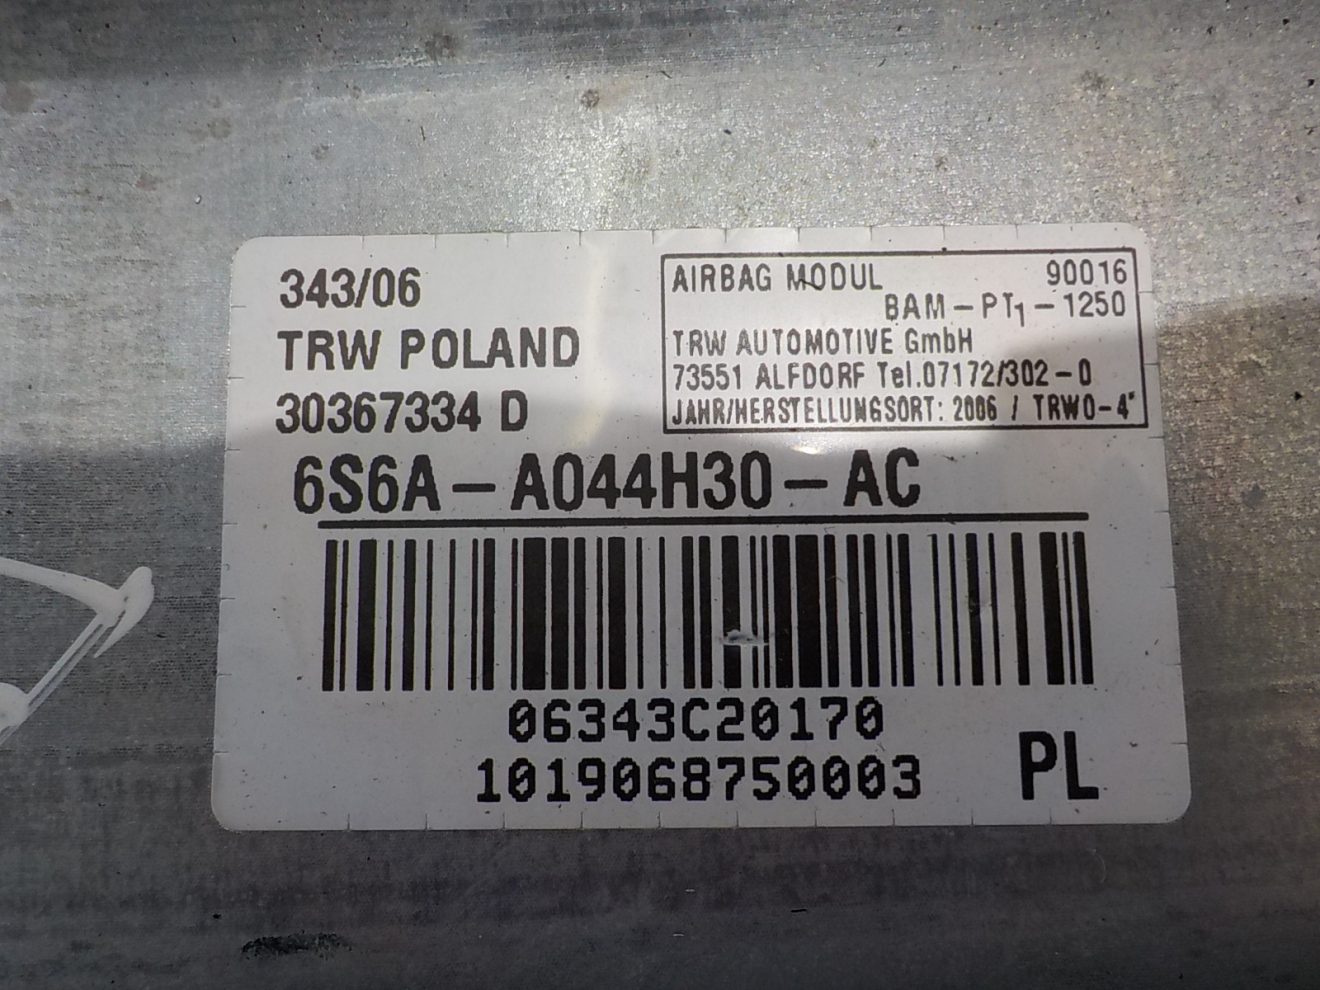 343/06
TRW POLAND
30367334 D
AIRBAG MODUL 90016
BAM-PT1-1250
TRW AUTOMOTIVE GmbH
73551 ALFDORF Tel.07172/302-0
JAHR/HERSTELLUNGSORT: 2006 / TRWO-4*
6S6A-A044H30-AC
06343C20170
1019068750003
PL